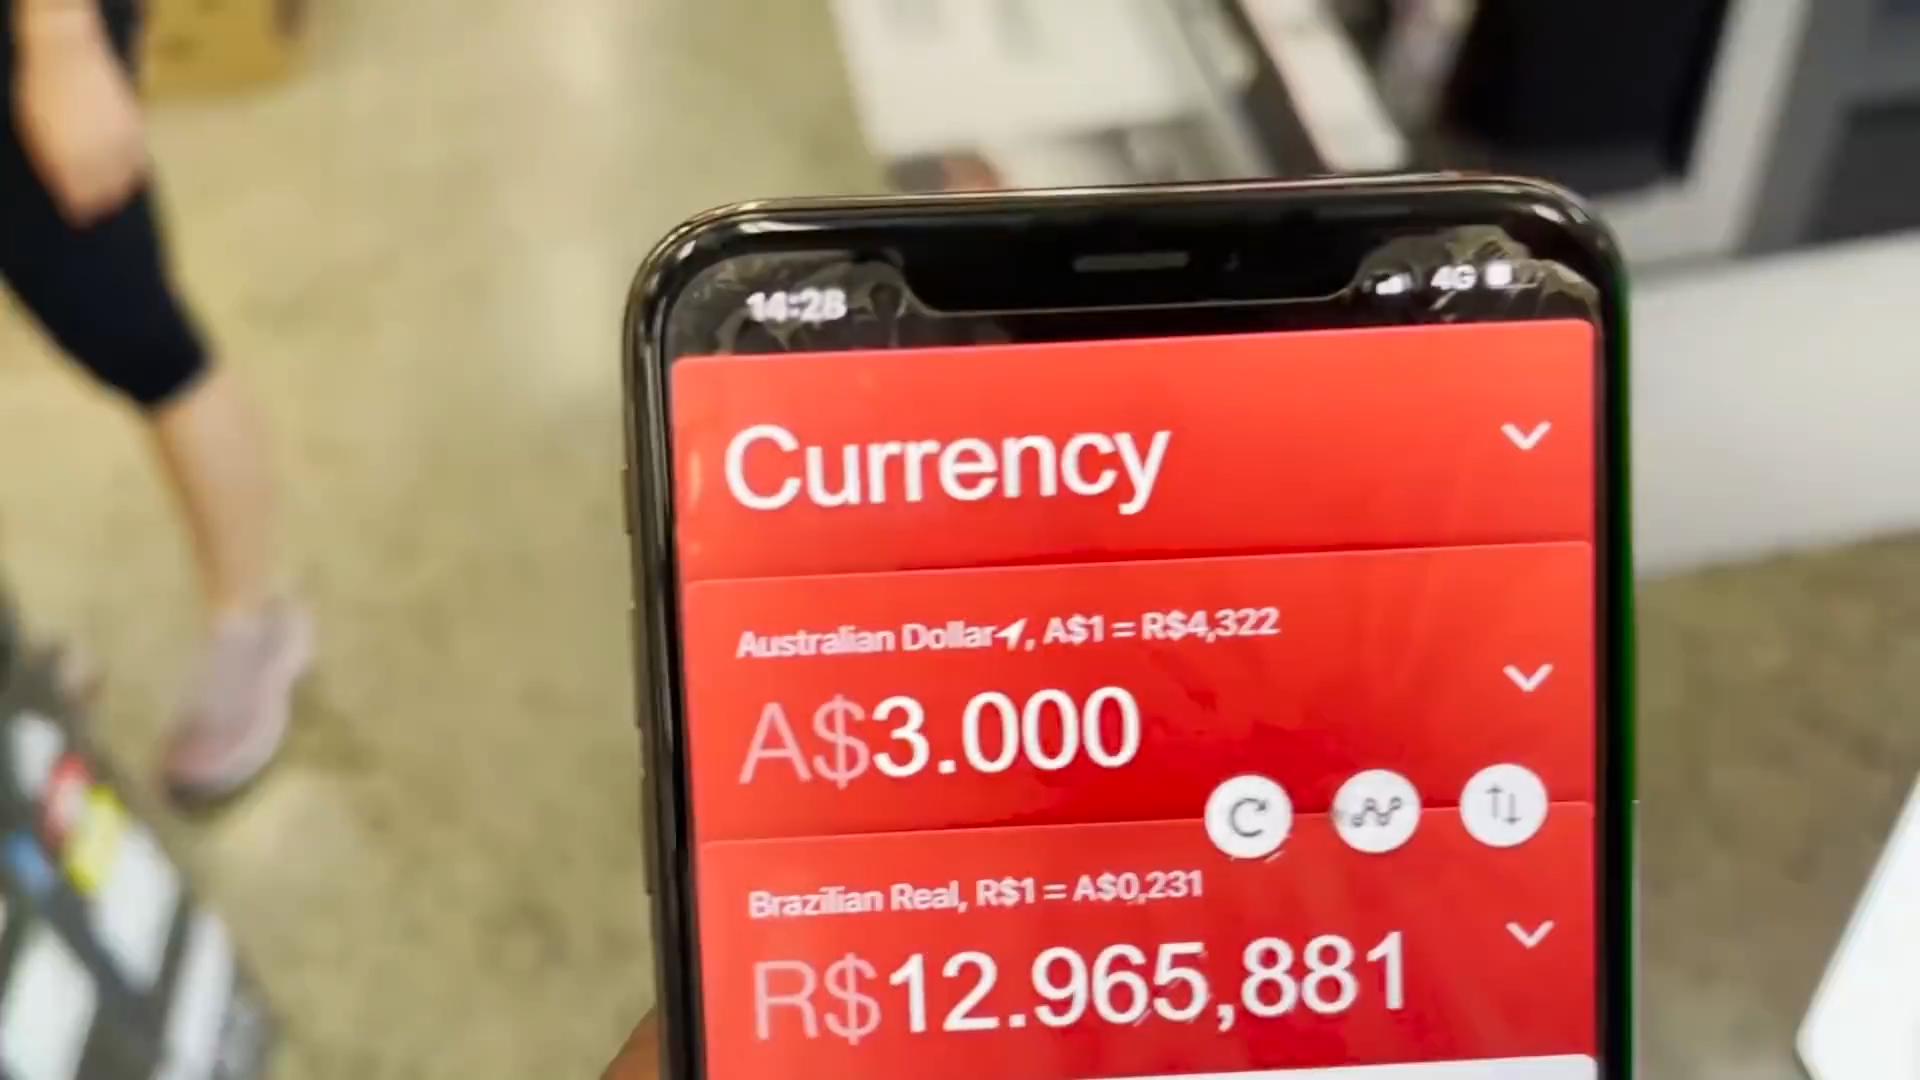 14:28
4G
Currency
Australian Dollar, A$1 = R$4,322
A$3.000
Brazilian Real, R$1 = A$0,231
R$12.965,881